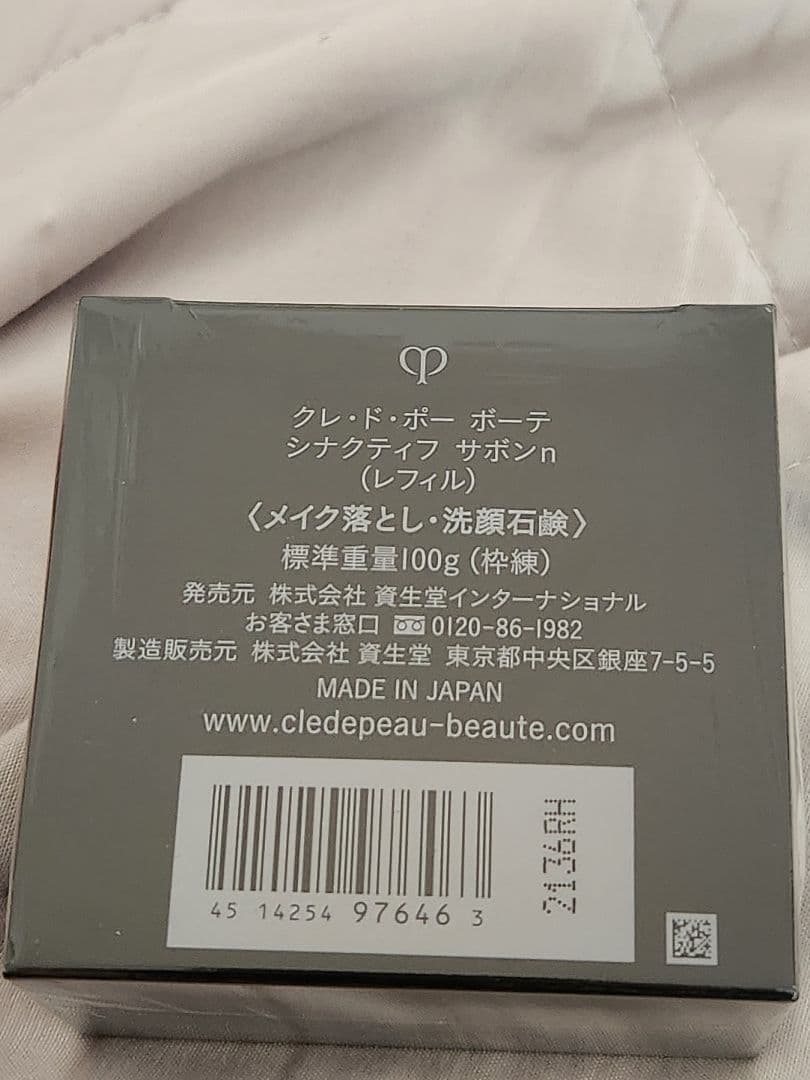 クレ・ド・ポー ボーテ
シナクティフ サボンn
(レフィル)
〈メイク落とし・洗顔石鹸〉
標準重量100g (枠練)
発売元 株式会社 資生堂インターナショナル
お客さま窓口 0120-86-1982
製造販売元 株式会社 資生堂 東京都中央区銀座7-5-5
MADE IN JAPAN
www.cledepeau-beaute.com
45 14254 97646 3
2136RH